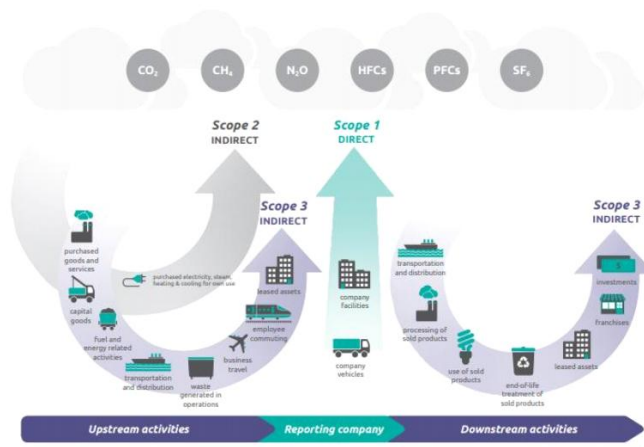 CO₂
CH₄
N₂O
HFCs
PFCs
SF₆
Scope 2
INDIRECT
Scope 1
DIRECT
Scope 3
INDIRECT
Scope 3
INDIRECT
purchased
goods and
services
capital
goods
fuel and
energy related
activities
transportation
and distribution
waste
generated in
operations
business
travel
employee
commuting
leased assets
purchased electricity, steam,
heating & cooling for own use
company
facilities
company
vehicles
transportation
and distribution
processing of
sold products
use of sold
products
end-of-life
treatment of
sold products
leased assets
franchises
investments
Upstream activities
Reporting company
Downstream activities